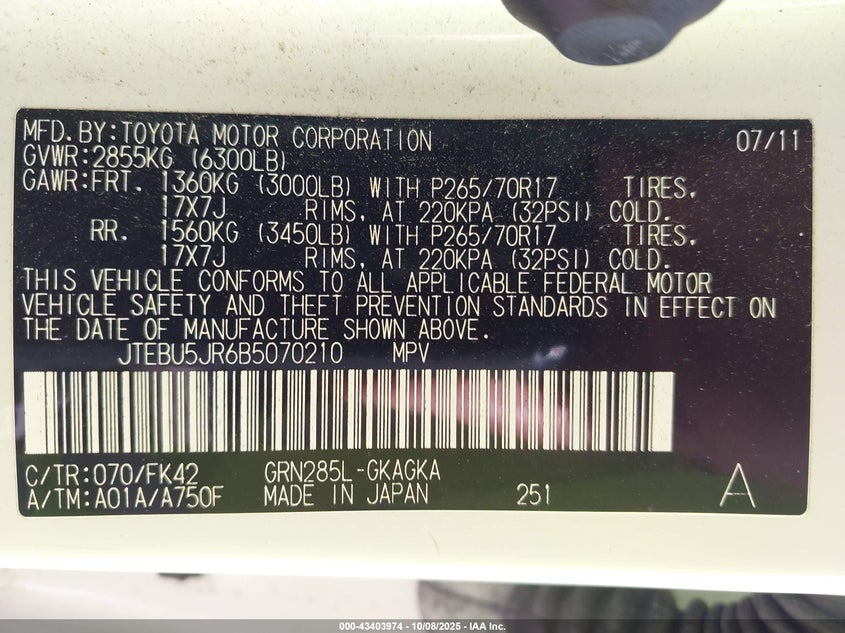 MFD.BY:TOYOTA MOTOR CORPORATION 07/11
GVWR:2855KG (6300LB)
GAWR:FRT. 1360KG (3000LB) WITH P265/70R17 TIRES,
17X7J RIMS, AT 220KPA (32PSI) COLD.
RR. 1560KG (3450LB) WITH P265/70R17 TIRES,
17X7J RIMS, AT 220KPA (32PSI) COLD.
THIS VEHICLE CONFORMS TO ALL APPLICABLE FEDERAL MOTOR
VEHICLE SAFETY AND THEFT PREVENTION STANDARDS IN EFFECT ON
THE DATE OF MANUFACTURE SHOWN ABOVE.
JTEBU5JR6B5070210 MPV
C/TR:070/FK42 GRN285L-GKAGKA
A/TM:A01A/A750F MADE IN JAPAN 251 A
000-43403974 | 10/08/2025 - IAA Inc.